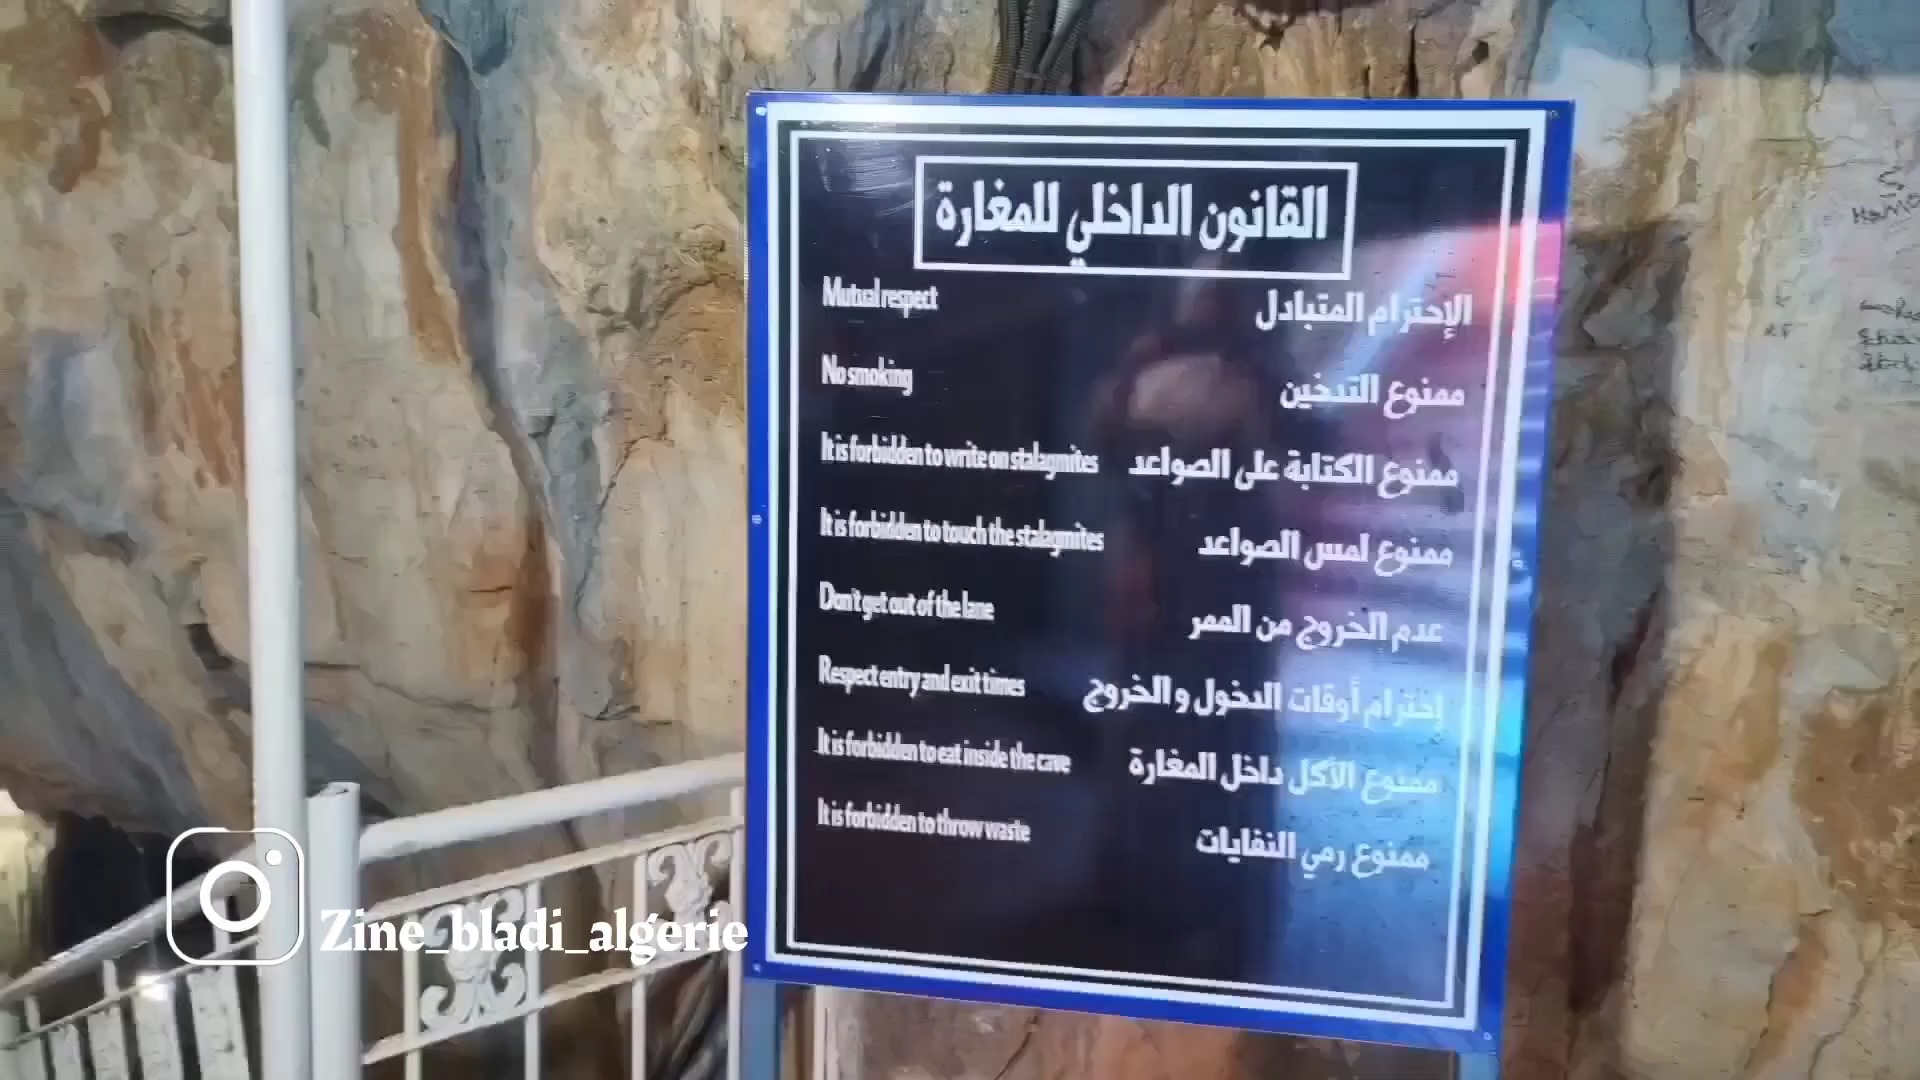 القانون الداخلي للمغارة
Mutual respect
الإحترام المتبادل
No smoking
ممنوع التدخين
It is forbidden to write on stalagmites
ممنوع الكتابة على الصواعد
It is forbidden to touch the stalagmites
ممنوع لمس الصواعد
Don't get out of the lane
عدم الخروج من الممر
Respect entry and exit times
إحترام أوقات الدخول و الخروج
It is forbidden to eat inside the cave
ممنوع الأكل داخل المغارة
It is forbidden to throw waste
ممنوع رمي النفايات
Zine_bladi_algerie